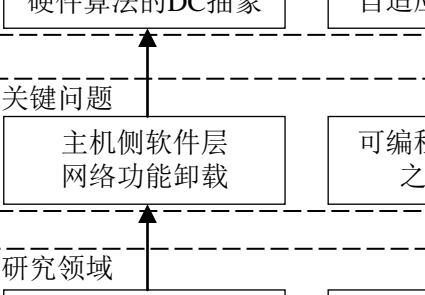 硬件算法的DC抽象
自适应
关键问题
主机侧软件层
网络功能卸载
可编程
之
研究领域